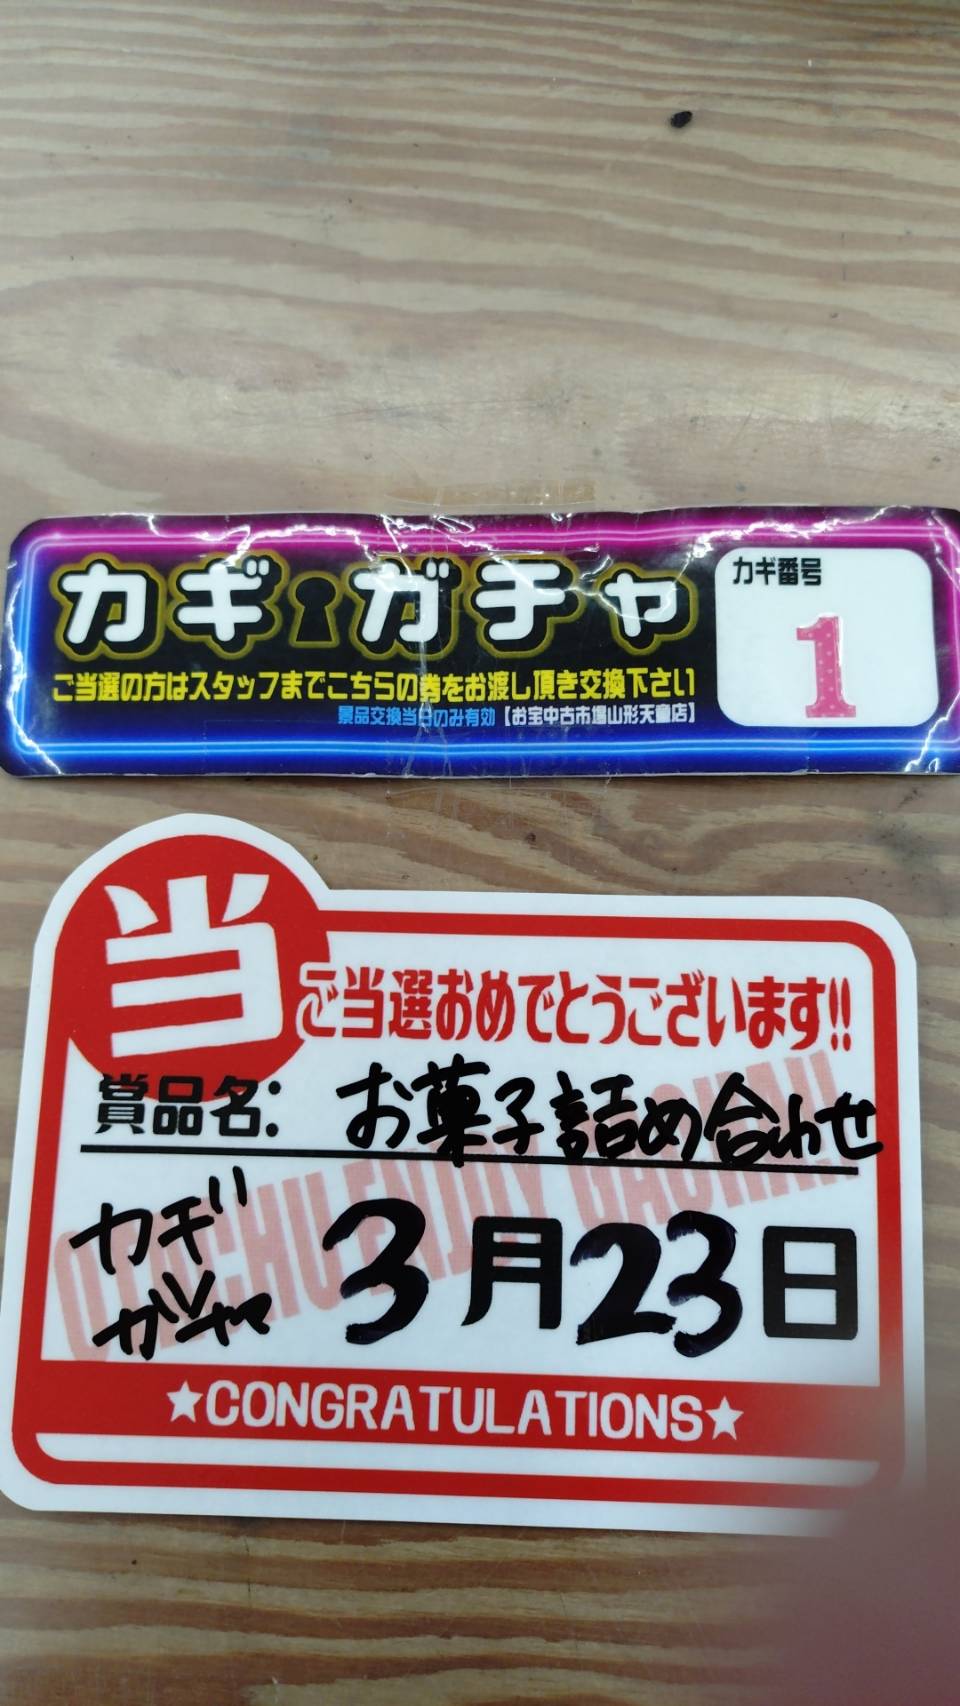 カギガチャ
カギ番号
1
ご当選の方はスタッフまでこちらの券をお渡し頂き交換下さい
景品交換当日のみ有効【お宝中古市場山形天童店】
当
ご当選おめでとうございます!!
賞品名: お菓子詰め合わせ
カギ
ガチャ
3月23日
★CONGRATULATIONS★